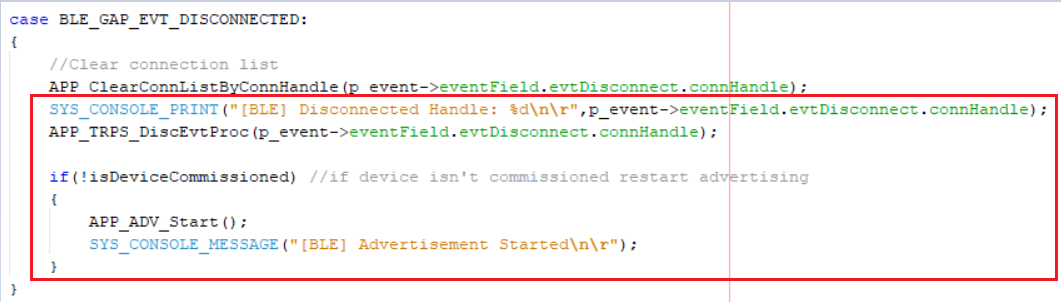 case BLE_GAP_EVT_DISCONNECTED:
{
//Clear connection list
APP_ClearConnListByConnHandle(p_event->eventField.evtDisconnect.connHandle);
SYS_CONSOLE_PRINT("[BLE] Disconnected Handle: %d\n\r",p_event->eventField.evtDisconnect.connHandle);
APP_TRPS_DiscEvtProc(p_event->eventField.evtDisconnect.connHandle);
if(!isDeviceCommissioned) //if device isn't commissioned restart advertising
{
APP_ADV_Start();
SYS_CONSOLE_MESSAGE("[BLE] Advertisement Started\n\r");
}
}